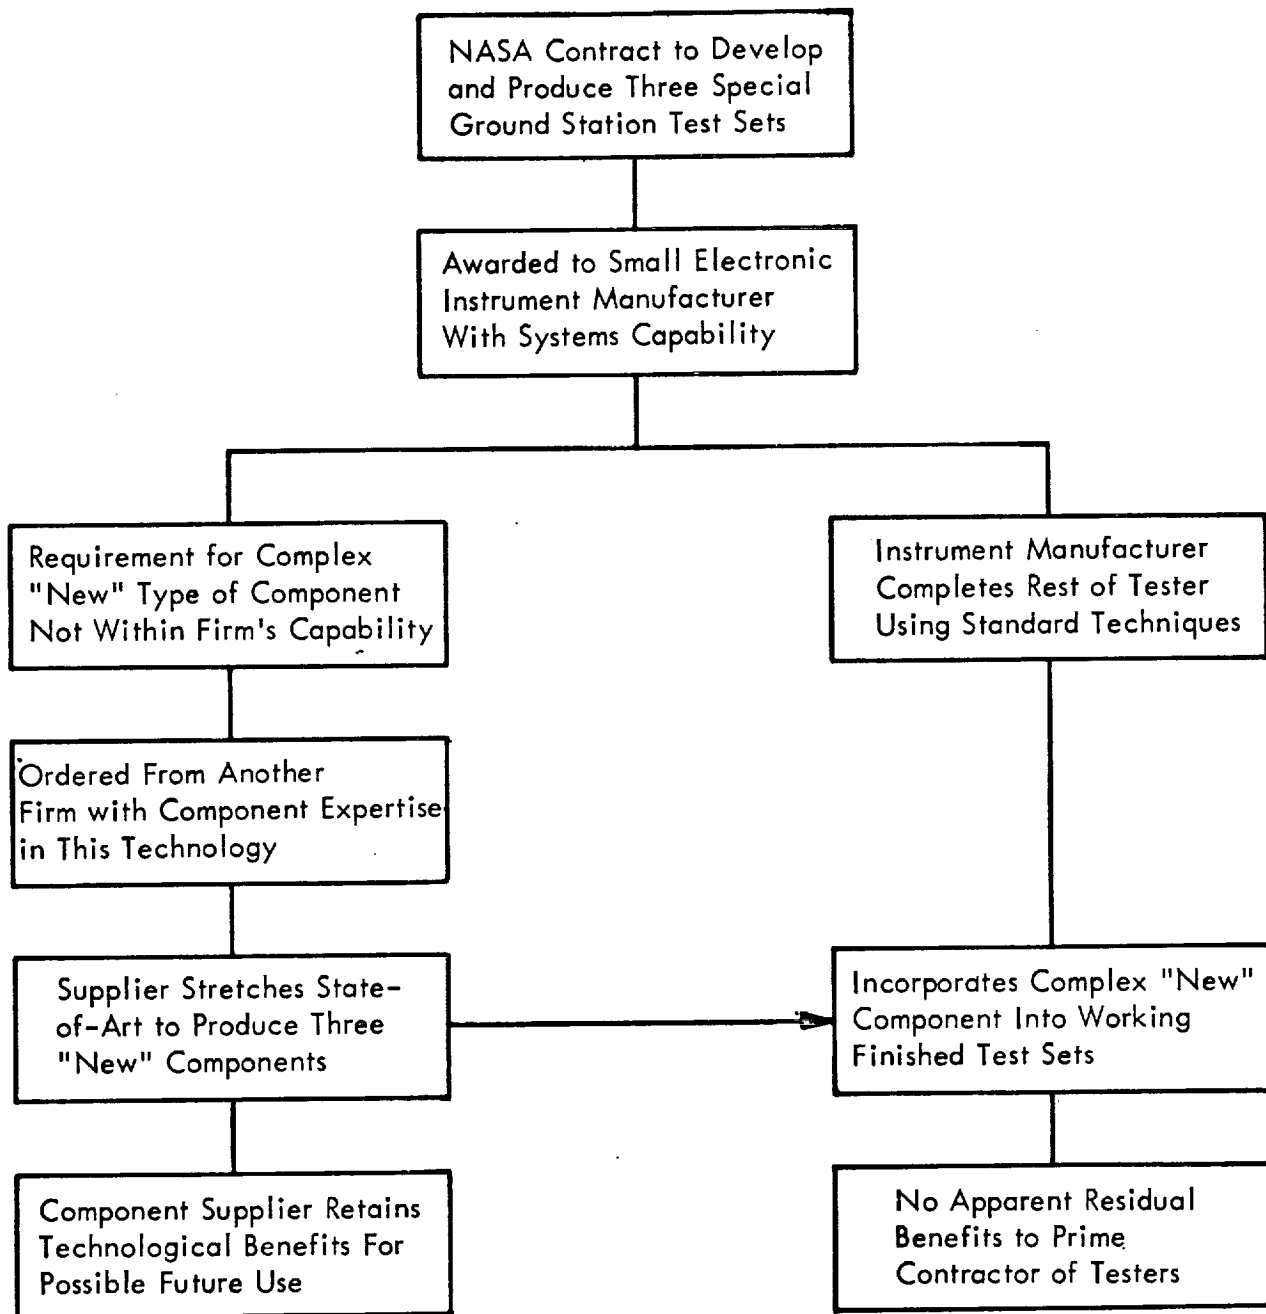 NASA Contract to Develop
and Produce Three Special
Ground Station Test Sets
Awarded to Small Electronic
Instrument Manufacturer
With Systems Capability
Requirement for Complex
"New" Type of Component
Not Within Firm's Capability
Ordered From Another
Firm with Component Expertise
in This Technology
Supplier Stretches State-
of-Art to Produce Three
"New" Components
Component Supplier Retains
Technological Benefits For
Possible Future Use
Instrument Manufacturer
Completes Rest of Tester
Using Standard Techniques
Incorporates Complex "New"
Component Into Working
Finished Test Sets
No Apparent Residual
Benefits to Prime
Contractor of Testers